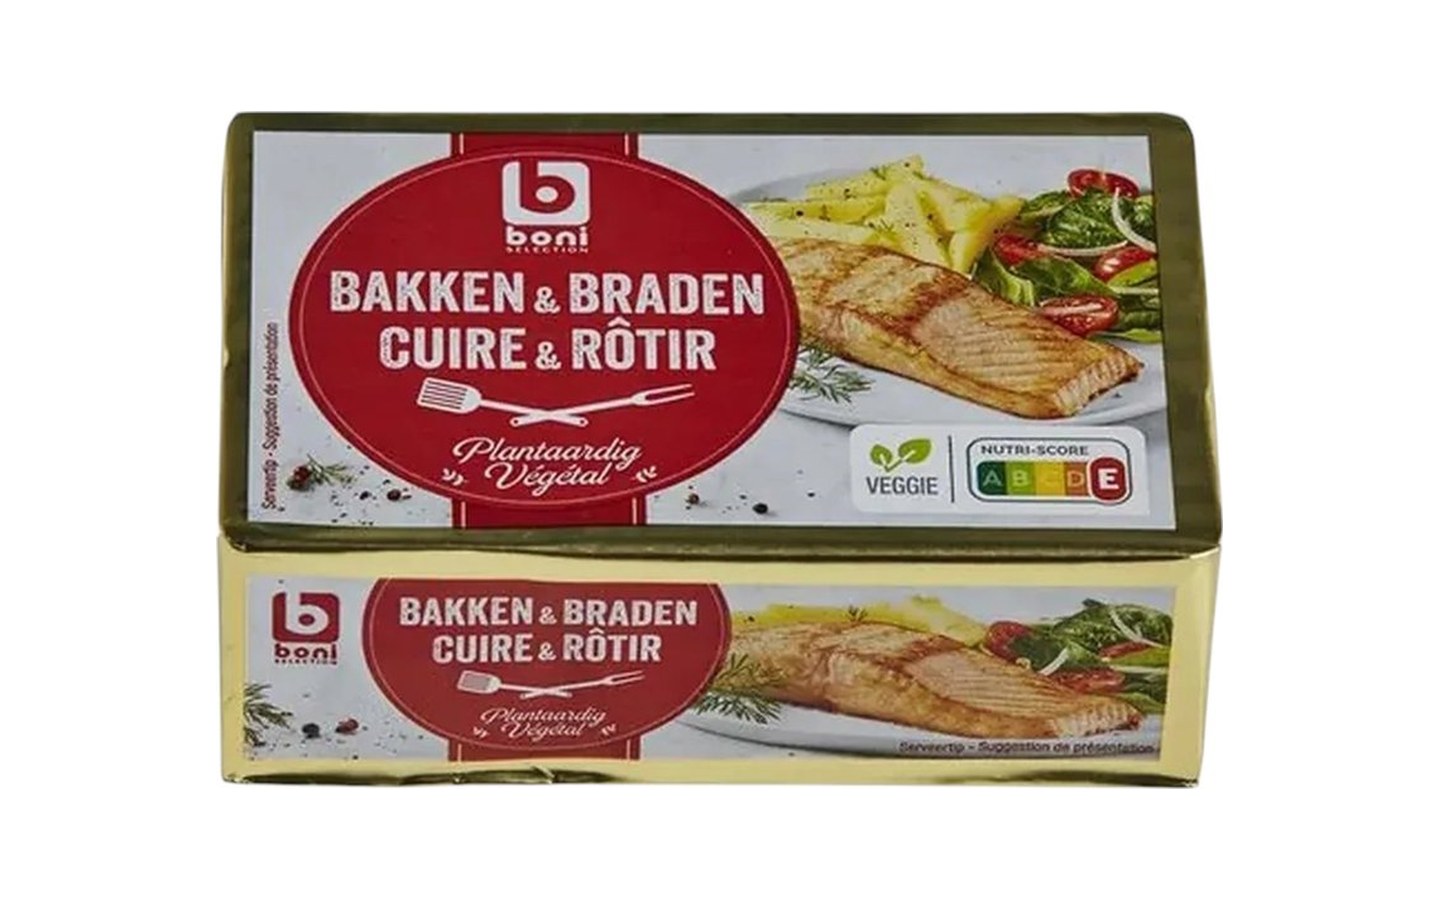 boni
SELECTION
BAKKEN & BRADEN
CUIRE & RÔTIR
Plantaardig
Végétal
Serveertip - Suggestion de présentation
VEGGIE
NUTRI-SCORE
A B C D E
boni
SELECTION
BAKKEN & BRADEN
CUIRE & RÔTIR
Plantaardig
Végétal
Serveertip - Suggestion de présentation